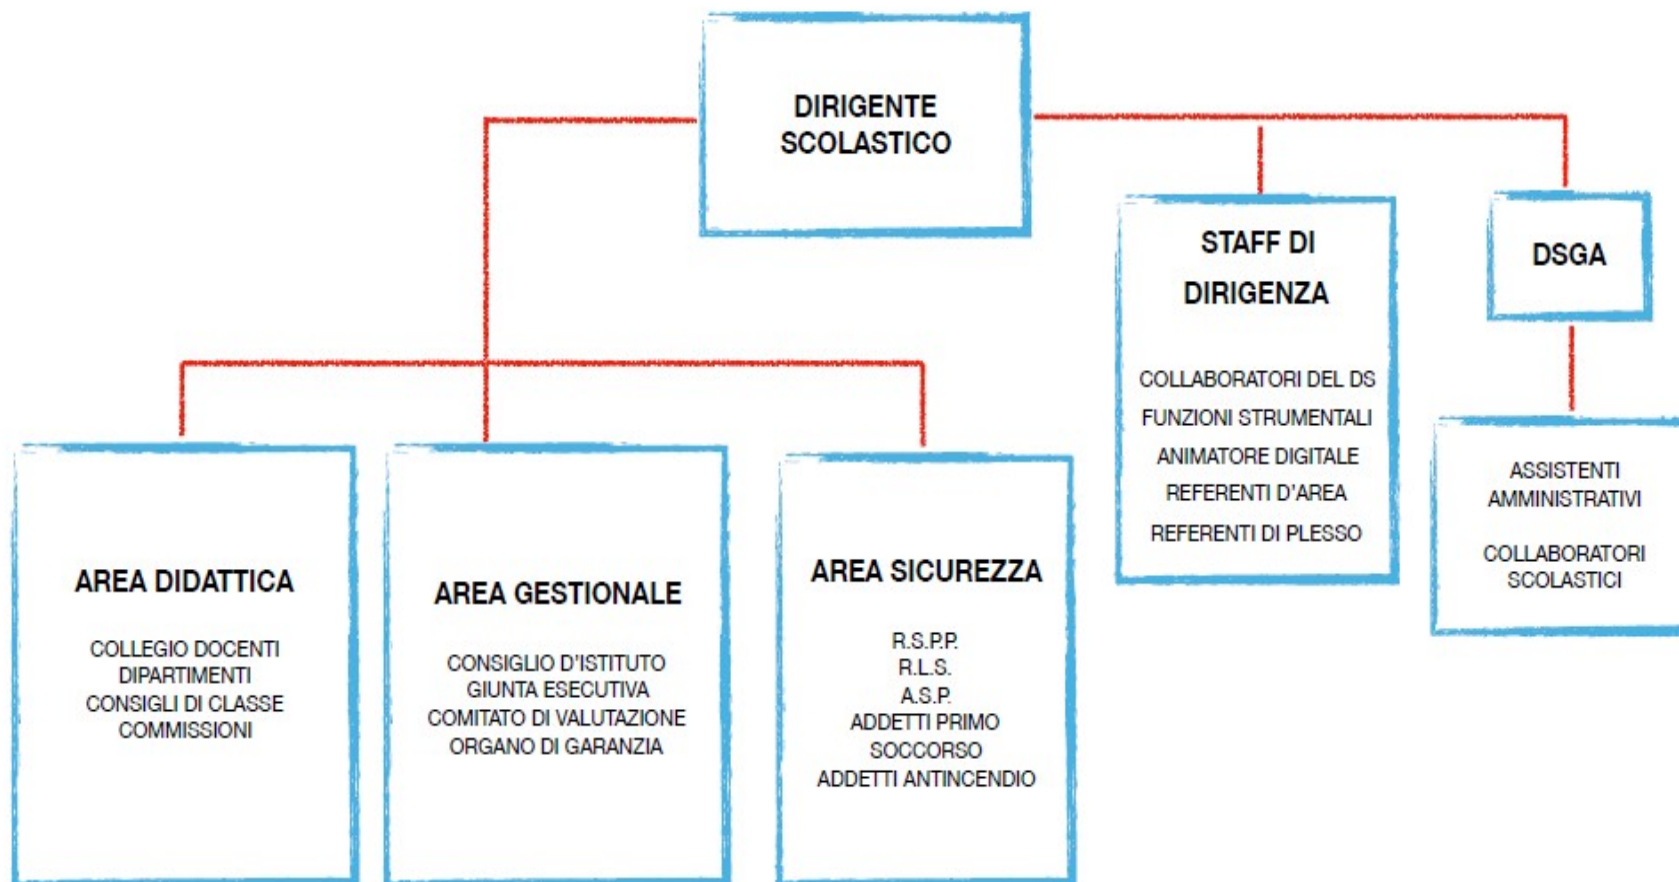 DIRIGENTE
SCOLASTICO
STAFF DI
DIRIGENZA
COLLABORATORI DEL DS
FUNZIONI STRUMENTALI
ANIMATORE DIGITALE
REFERENTI D'AREA
REFERENTI DI PLESSO
DSGA
ASSISTENTI
AMMINISTRATIVI
COLLABORATORI
SCOLASTICI
AREA DIDATTICA
COLLEGIO DOCENTI
DIPARTIMENTI
CONSIGLI DI CLASSE
COMMISSIONI
AREA GESTIONALE
CONSIGLIO D'ISTITUTO
GIUNTA ESECUTIVA
COMITATO DI VALUTAZIONE
ORGANO DI GARANZIA
AREA SICUREZZA
R.S.P.P.
R.L.S.
A.S.P.
ADDETTI PRIMO
SOCCORSO
ADDETTI ANTINCENDIO